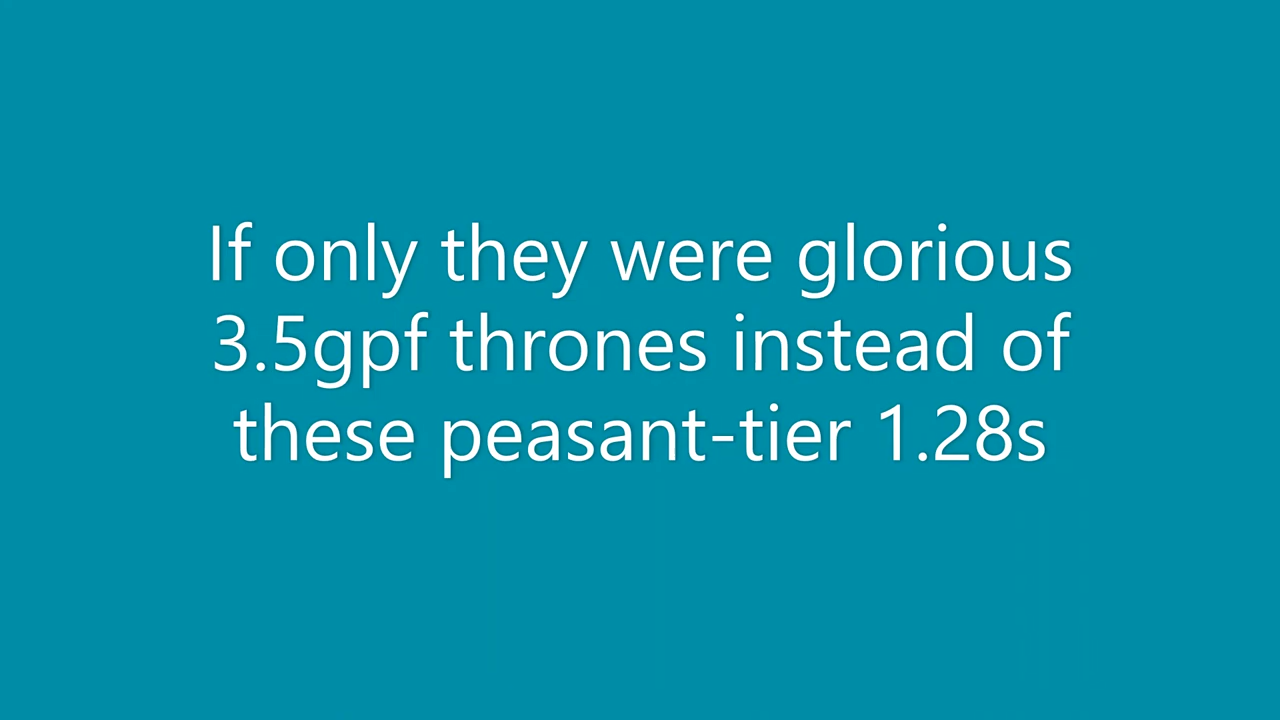 If only they were glorious
3.5gpf thrones instead of
these peasant-tier 1.28s